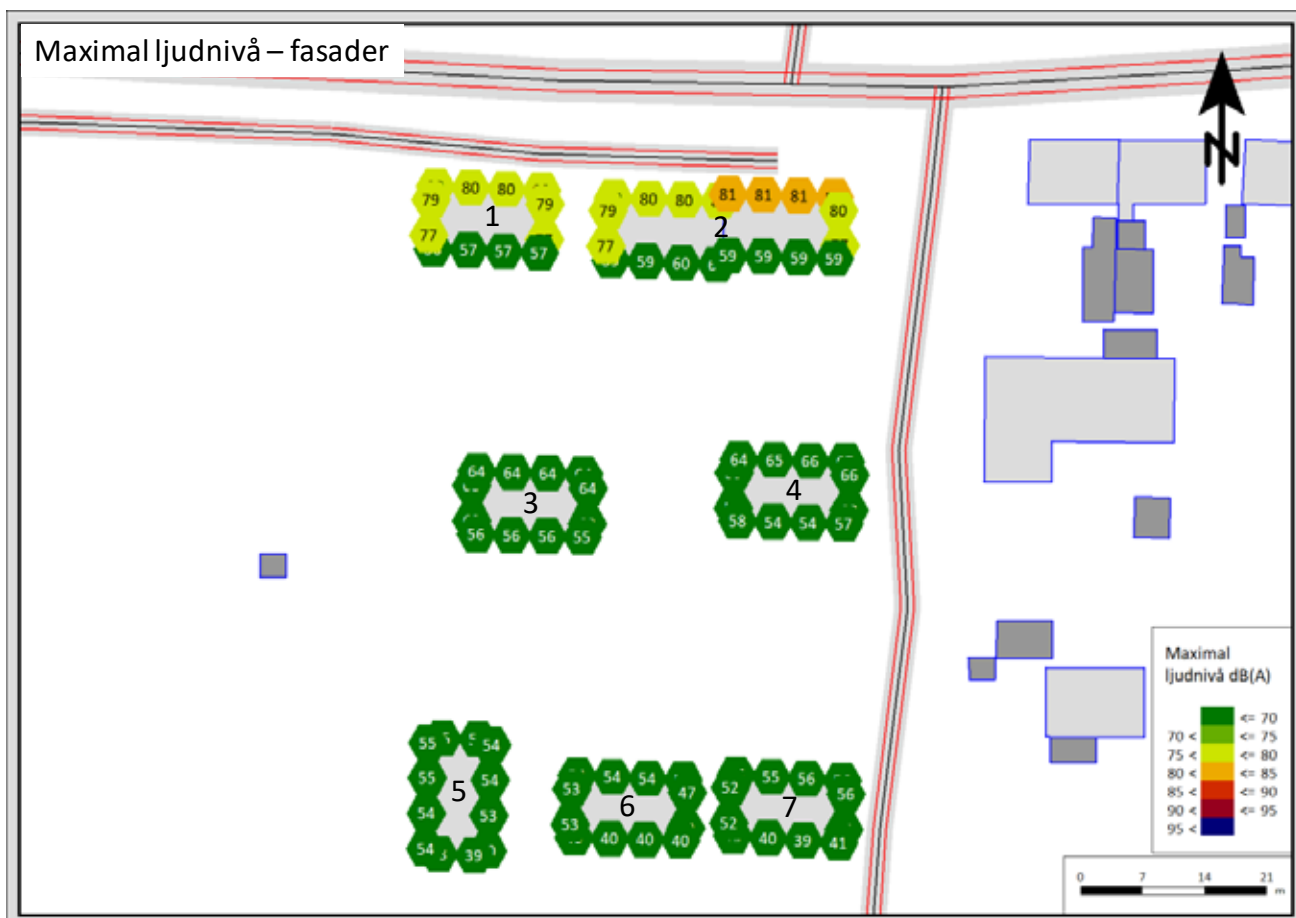 Maximal ljudnivå – fasader
N
80 80
79 79
1
77
57 57 57
81 81 81
80 80
79 80
2
77
59 60 59 59 59 59
64 64 64
64
3
56 56 56 55
64 65 66
66
4
58 54 54 57
55 54
55 54
5
54 53
54 39
54 54
53 47
6
53
40 40 40
55 56
52 56
7
52
40 39 41
Maximal
ljudnivå dB(A)
<= 70
70 < <= 75
75 < <= 80
80 < <= 85
85 < <= 90
90 < <= 95
95 <
0 7 14 21
m